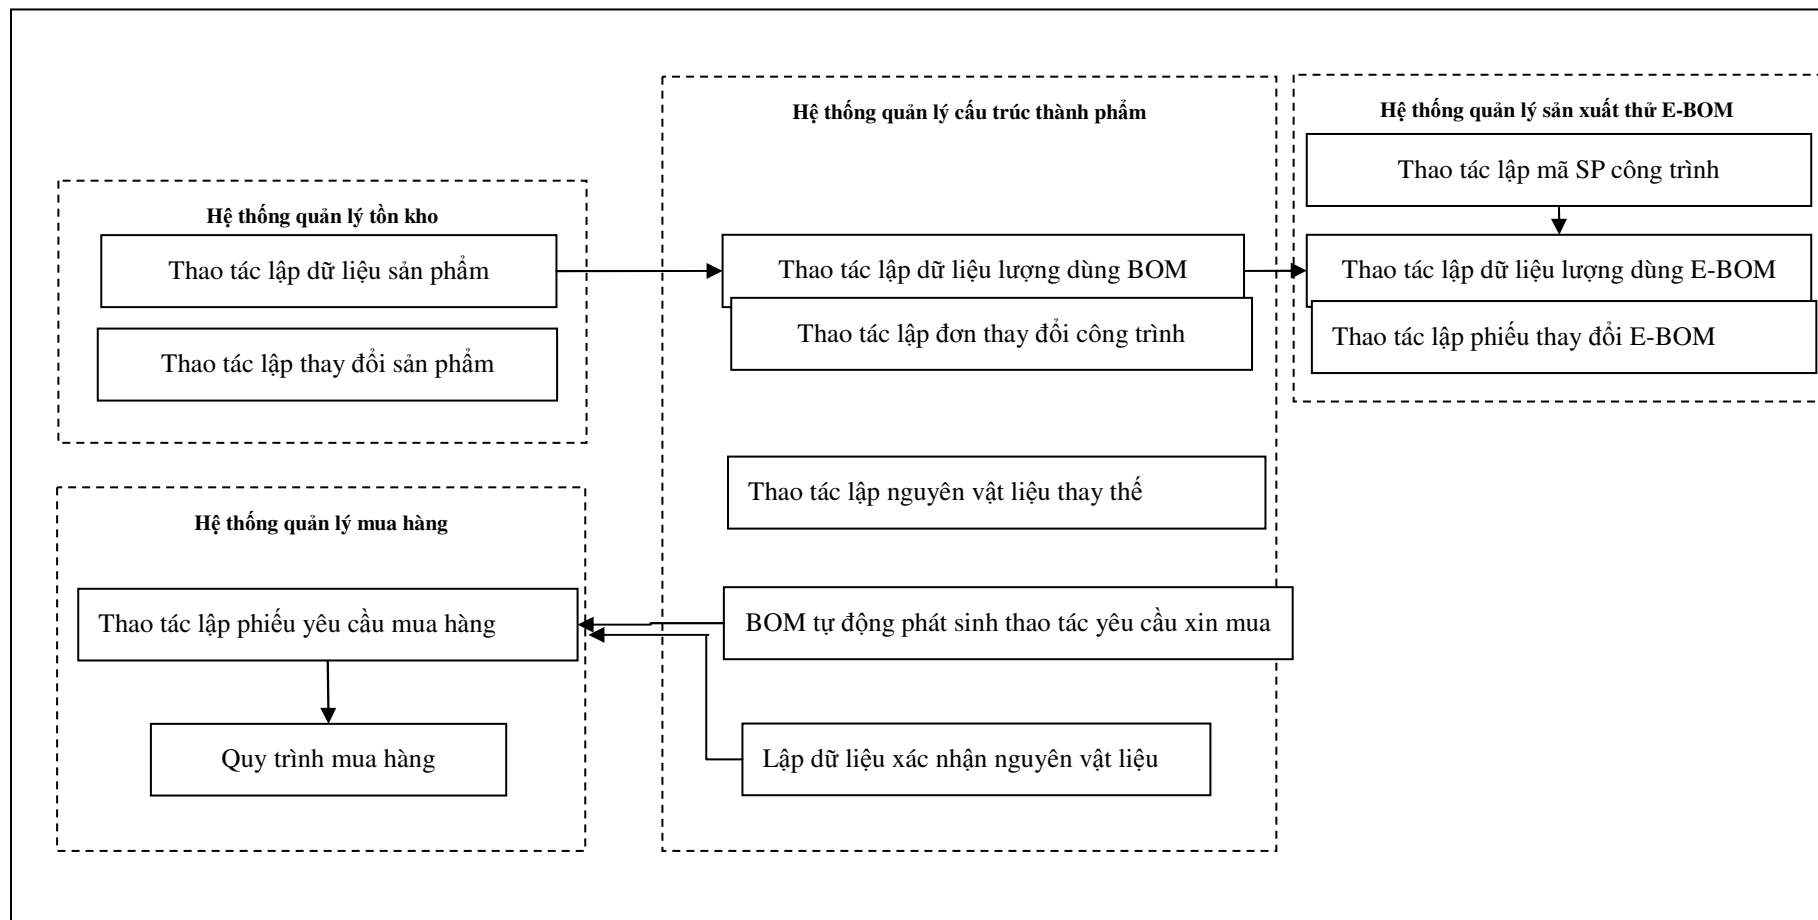 Hệ thống quản lý tồn kho
Thao tác lập dữ liệu sản phẩm
Thao tác lập thay đổi sản phẩm
Hệ thống quản lý mua hàng
Thao tác lập phiếu yêu cầu mua hàng
Quy trình mua hàng
Hệ thống quản lý cấu trúc thành phẩm
Thao tác lập dữ liệu lượng dùng BOM
Thao tác lập đơn thay đổi công trình
Thao tác lập nguyên vật liệu thay thế
BOM tự động phát sinh thao tác yêu cầu xin mua
Lập dữ liệu xác nhận nguyên vật liệu
Hệ thống quản lý sản xuất thử E-BOM
Thao tác lập mã SP công trình
Thao tác lập dữ liệu lượng dùng E-BOM
Thao tác lập phiếu thay đổi E-BOM